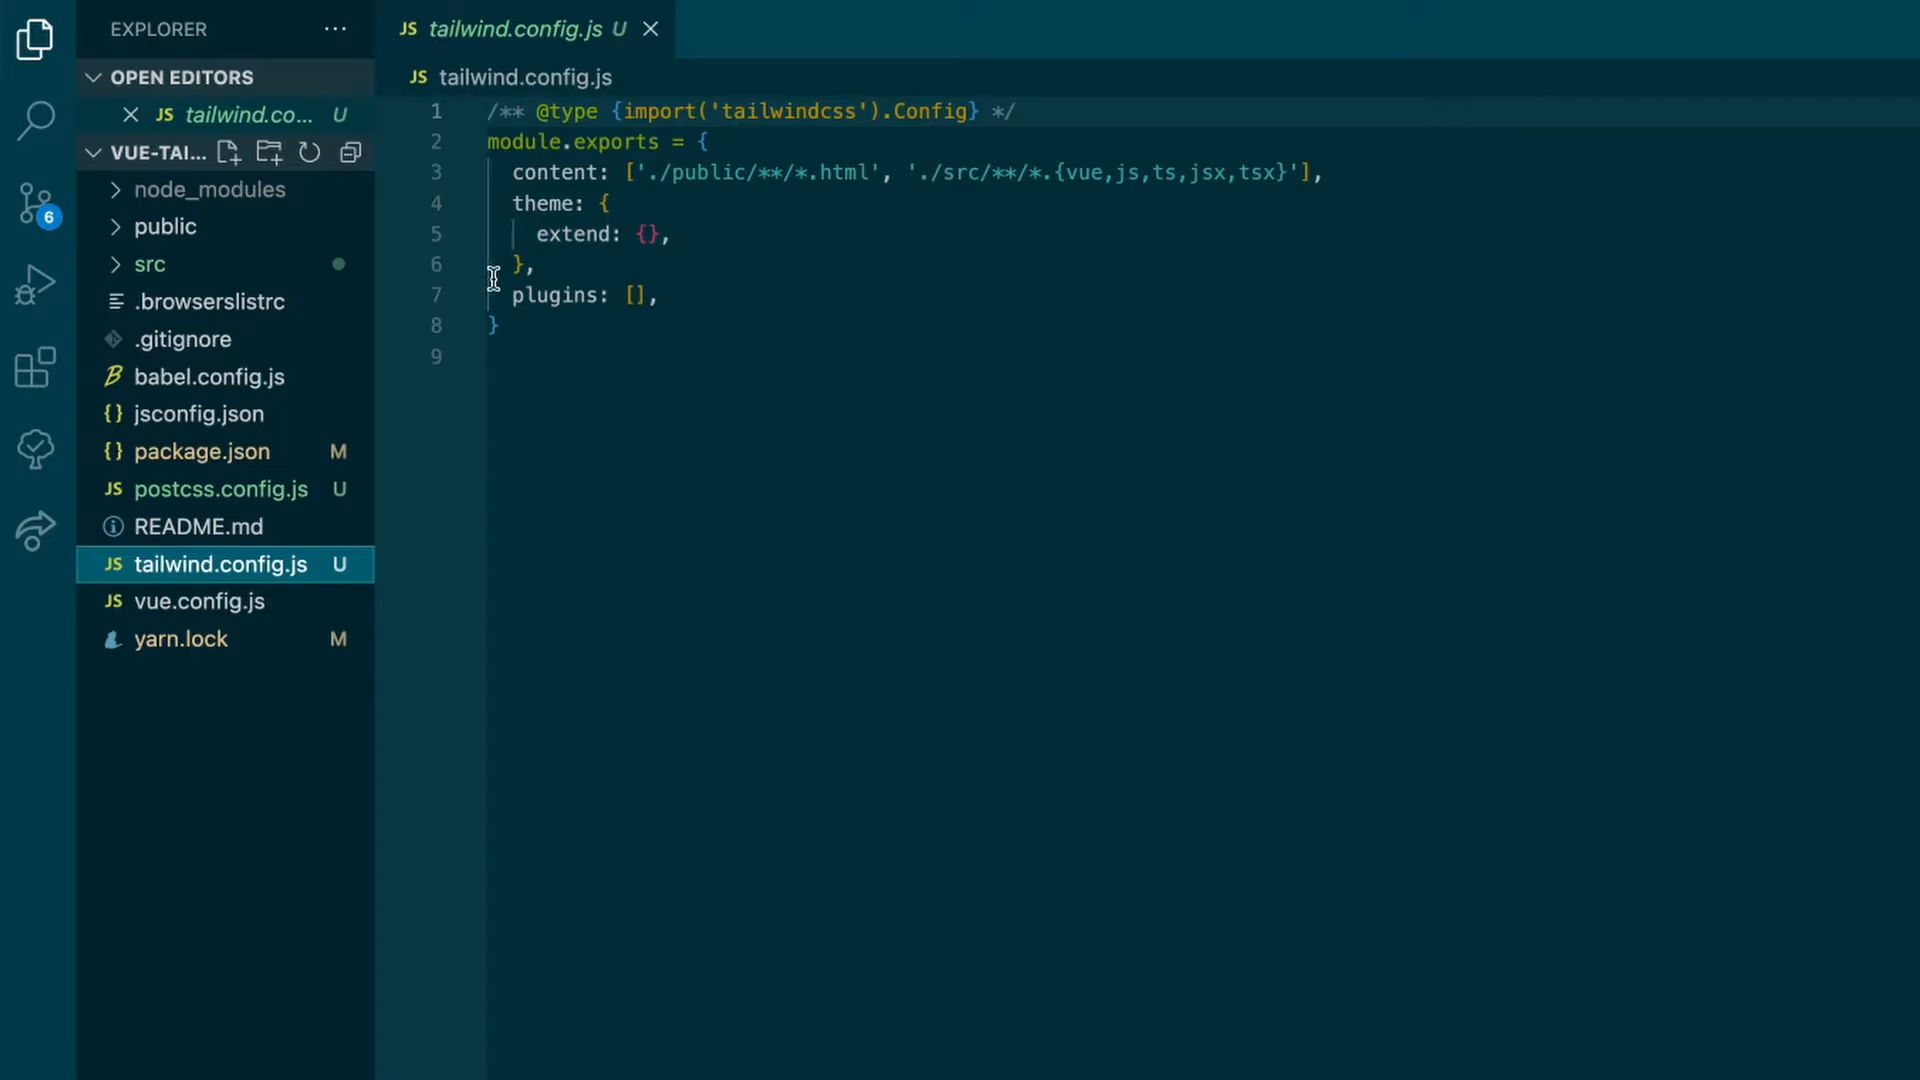 EXPLORER ...
OPEN EDITORS
JS tailwind.co... U
VUE-TAI...
node_modules
public
src
.browserslistrc
.gitignore
babel.config.js
{} jsconfig.json
{} package.json M
JS postcss.config.js U
README.md
JS tailwind.config.js U
JS vue.config.js
yarn.lock M
6
JS tailwind.config.js U
JS tailwind.config.js
1 /** @type {import('tailwindcss').Config} */
2 module.exports = {
3 content: ['./public/**/*.html', './src/**/*.{vue,js,ts,jsx,tsx}'],
4 theme: {
5 extend: {},
6 },
7 plugins: [],
8 }
9